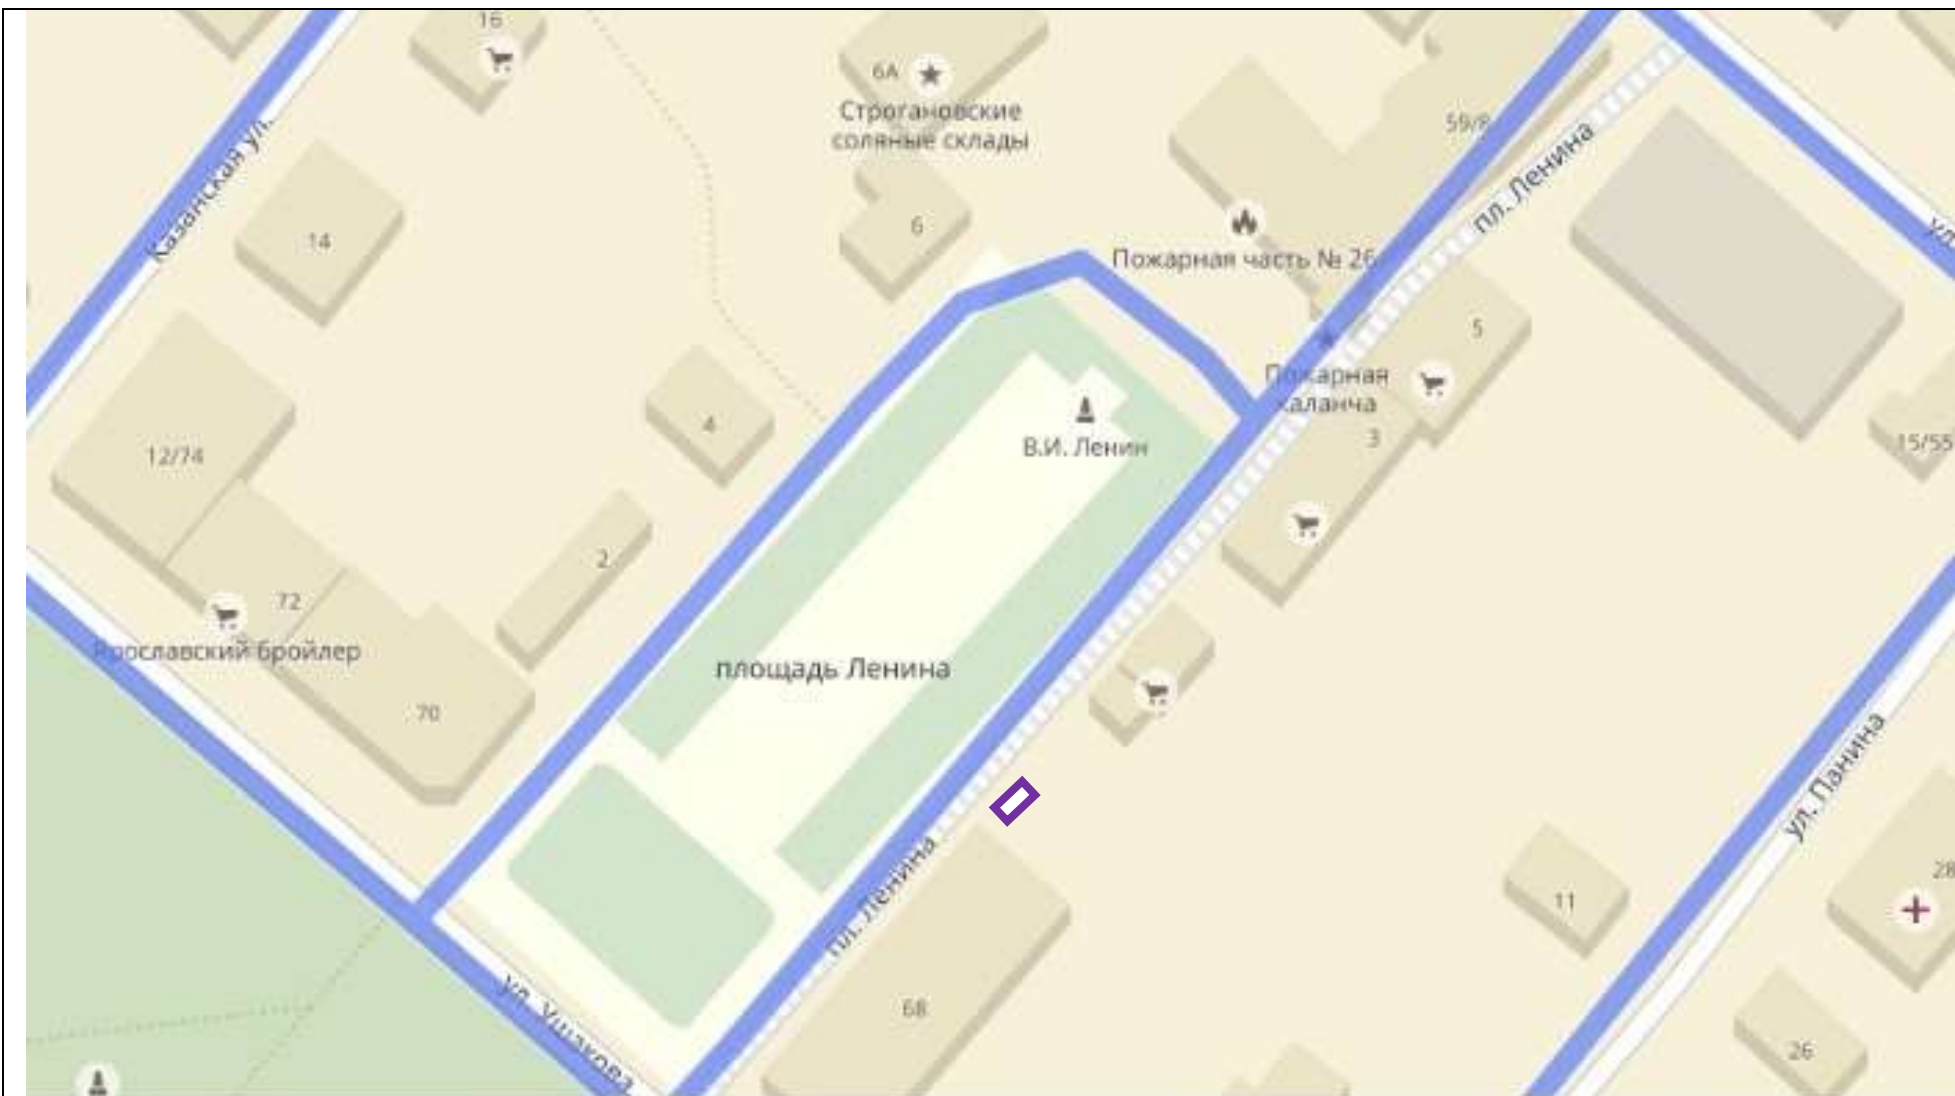 16
6А
Строгановские
соляные склады
59/8
пл. Ленина
Казанская ул.
14
6
Пожарная часть № 26
ул.
5
Пожарная
каланча
3
15/55
12/74
4
В.И. Ленин
2
72
Ярославский бройлер
площадь Ленина
70
ул. Панина
пл. Ленина
11
28
68
ул. Ушакова
26